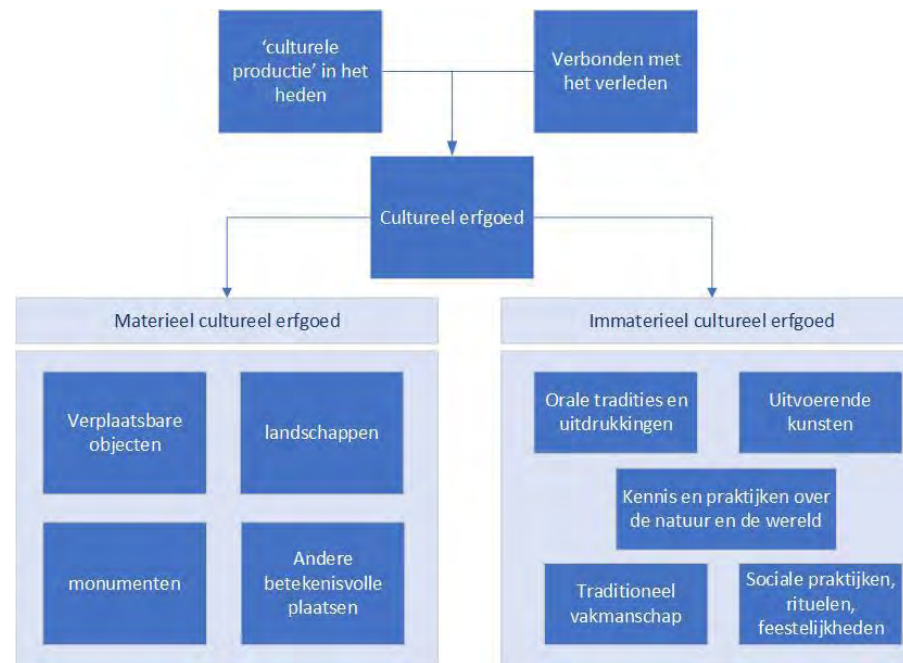 ‘culturele
productie’ in het
heden
Verbonden met
het verleden
Cultureel erfgoed
Materieel cultureel erfgoed
Immaterieel cultureel erfgoed
Verplaatsbare
objecten
landschappen
monumenten
Andere
betekenisvolle
plaatsen
Orale tradities en
uitdrukkingen
Uitvoerende
kunsten
Kennis en praktijken over
de natuur en de wereld
Traditioneel
vakmanschap
Sociale praktijken,
rituelen,
feestelijkheden